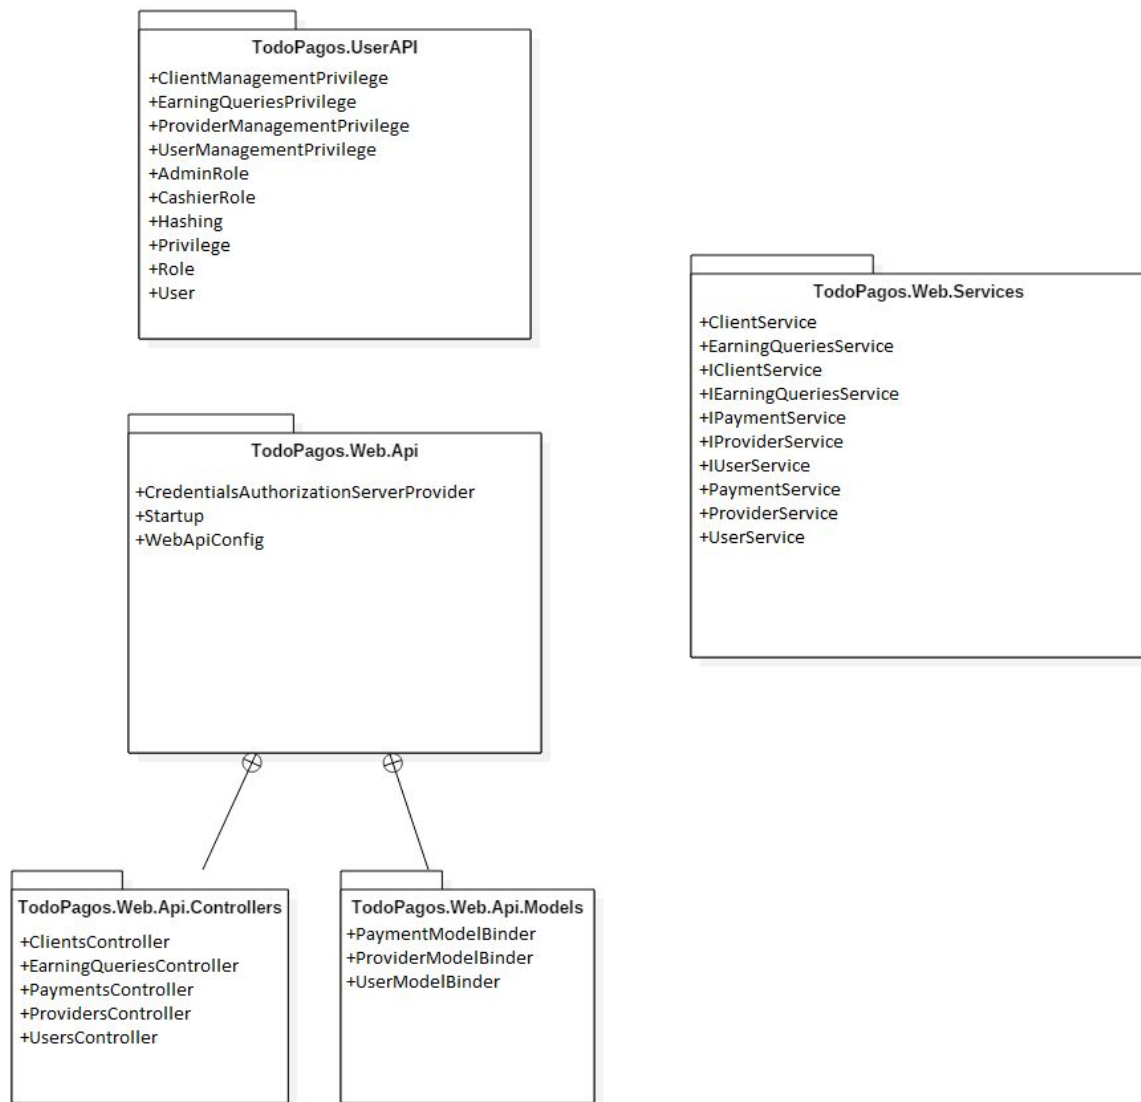 TodoPagos.UserAPI
+ClientManagementPrivilege
+EarningQueriesPrivilege
+ProviderManagementPrivilege
+UserManagementPrivilege
+AdminRole
+CashierRole
+Hashing
+Privilege
+Role
+User
TodoPagos.Web.Services
+ClientService
+EarningQueriesService
+IClientService
+IEarningQueriesService
+IPaymentService
+IProviderService
+IUserService
+PaymentService
+ProviderService
+UserService
TodoPagos.Web.Api
+CredentialsAuthorizationServerProvider
+Startup
+WebApiConfig
TodoPagos.Web.Api.Controllers
+ClientsController
+EarningQueriesController
+PaymentsController
+ProvidersController
+UsersController
TodoPagos.Web.Api.Models
+PaymentModelBinder
+ProviderModelBinder
+UserModelBinder